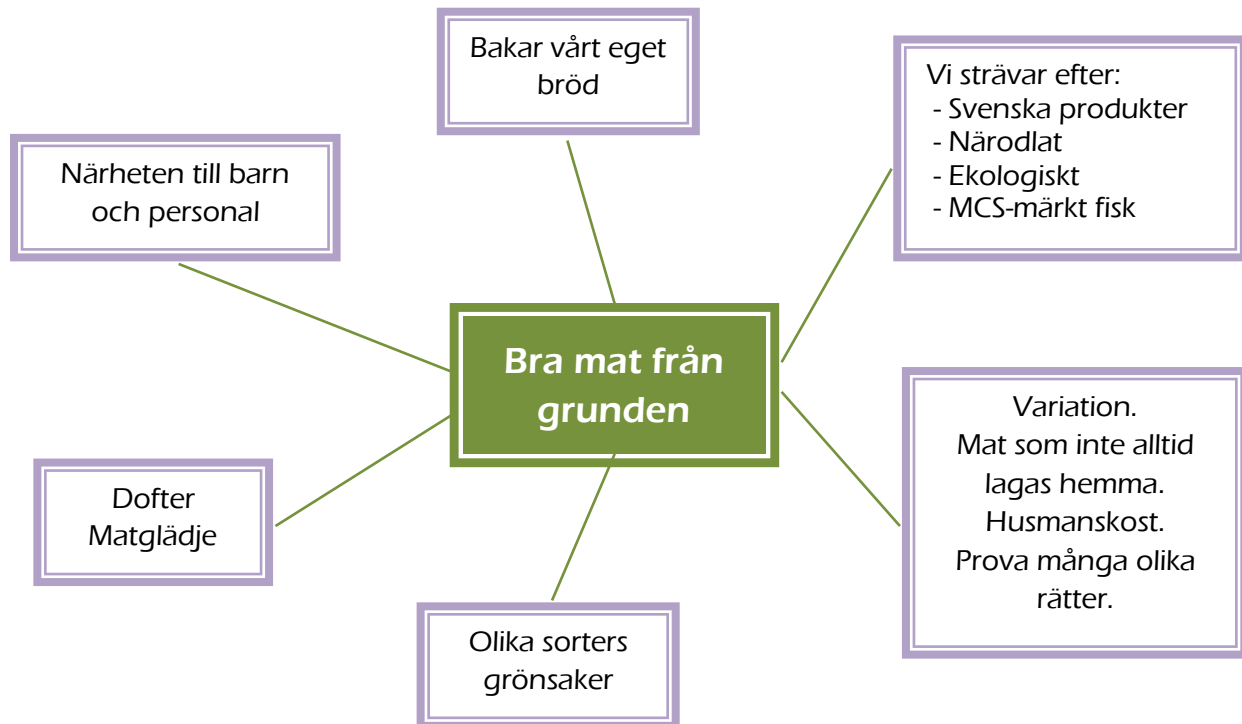 Bakar vårt eget
bröd
Vi strävar efter:
- Svenska produkter
- Närodlat
- Ekologiskt
- MCS-märkt fisk
Närheten till barn
och personal
Bra mat från
grunden
Variation.
Mat som inte alltid
lagas hemma.
Husmanskost.
Prova många olika
rätter.
Dofter
Matglädje
Olika sorters
grönsaker